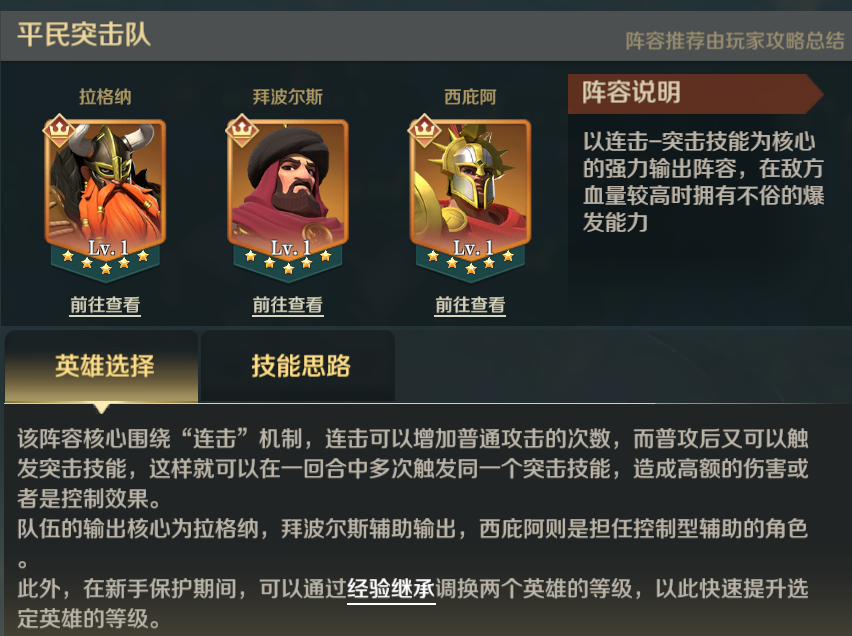 平民突击队
阵容推荐由玩家攻略总结
拉格纳
拜波尔斯
西庇阿
Lv.1
Lv.1
Lv.1
前往查看
前往查看
前往查看
阵容说明
以连击-突击技能为核心
的强力输出阵容，在敌方
血量较高时拥有不俗的爆
发能力
英雄选择
技能思路
该阵容核心围绕“连击”机制，连击可以增加普通攻击的次数，而普攻后又可以触
发突击技能，这样就可以在一回合中多次触发同一个突击技能，造成高额的伤害或
者是控制效果。
队伍的输出核心为拉格纳，拜波尔斯辅助输出，西庇阿则是担任控制型辅助的角色
。
此外，在新手保护期间，可以通过经验继承调换两个英雄的等级，以此快速提升选
定英雄的等级。